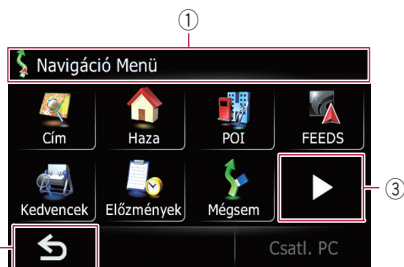 ①
Navigáció Menü
Cím Haza POI FEEDS
Kedvencek Előzmények Mégsem
③
Csatl. PC